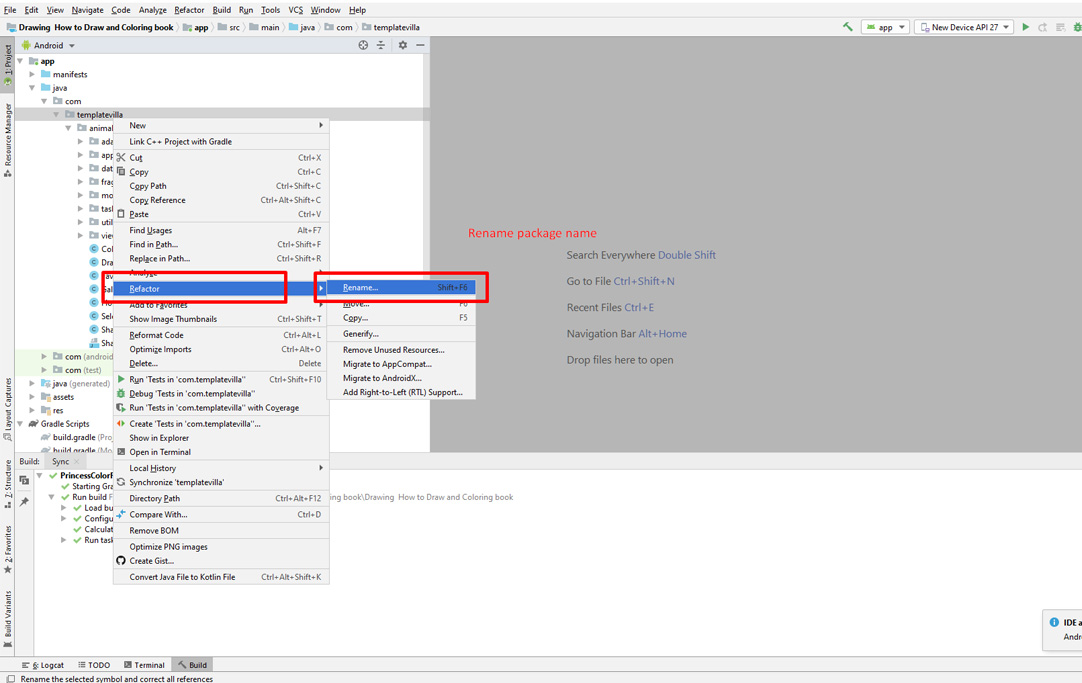 File Edit View Navigate Code Analyze Refactor Build Run Tools VCS Window Help
Drawing How to Draw and Coloring book app src main java com templatevilla
app New Device API 27
1: Project
Resource Manager
Layout Captures
7: Structure
2: Favorites
Build Variants
Android
app
manifests
java
com
templatevilla
animal
ada
app
dat
frag
mo
task
util
view
Col
Dra
Sele
Sha
Sha
com (android
com (test)
java (generated)
assets
res
Gradle Scripts
build.gradle (Proj
build.gradle (Mo
New
Link C++ Project with Gradle
Cut Ctrl+X
Copy Ctrl+C
Copy Path Ctrl+Shift+C
Copy Reference Ctrl+Alt+Shift+C
Paste Ctrl+V
Find Usages Alt+F7
Find in Path... Ctrl+Shift+F
Replace in Path... Ctrl+Shift+R
Analyze
Refactor
Add to Favorites
Show Image Thumbnails Ctrl+Shift+T
Reformat Code Ctrl+Alt+L
Optimize Imports Ctrl+Alt+O
Delete... Delete
Run 'Tests in 'com.templatevilla'' Ctrl+Shift+F10
Debug 'Tests in 'com.templatevilla''
Run 'Tests in 'com.templatevilla'' with Coverage
Create 'Tests in 'com.templatevilla''...
Show in Explorer
Open in Terminal
Local History
Synchronize 'templatevilla'
Directory Path Ctrl+Alt+F12
Compare With... Ctrl+D
Remove BOM
Optimize PNG images
Create Gist...
Convert Java File to Kotlin File Ctrl+Alt+Shift+K
Rename... Shift+F6
Move... F6
Copy... F5
Generify...
Remove Unused Resources...
Migrate to AppCompat...
Migrate to AndroidX...
Add Right-to-Left (RTL) Support...
Rename package name
Search Everywhere Double Shift
Go to File Ctrl+Shift+N
Recent Files Ctrl+E
Navigation Bar Alt+Home
Drop files here to open
Build: Sync
PrincessColorF
Starting Gra
Run build
ing book\Drawing How to Draw and Coloring book
Load bu
Configu
Calculat
Run task
IDE a
Andr
6: Logcat TODO Terminal Build
Rename the selected symbol and correct all references